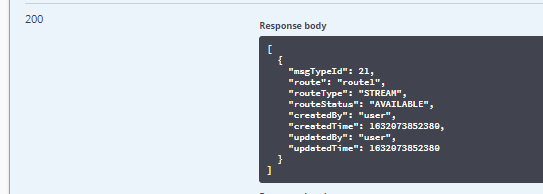 200
Response body
[
{
"msgTypeId": 21,
"route": "route1",
"routeType": "STREAM",
"routeStatus": "AVAILABLE",
"createdBy": "user",
"createdTime": 1632073852380,
"updatedBy": "user",
"updatedTime": 1632073852380
}
]